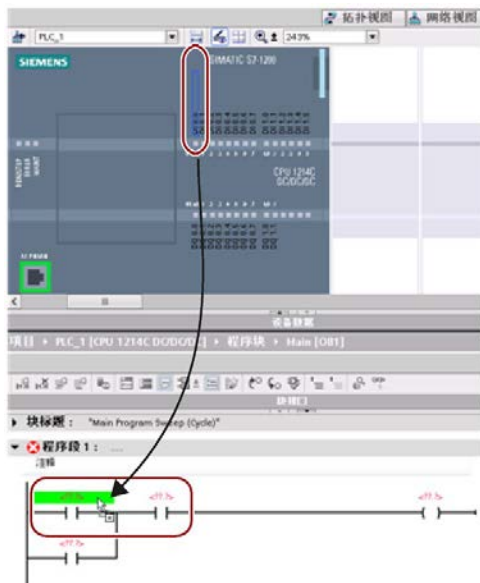 拓扑视图 网络视图
PLC_1 243%
SIEMENS SIMATIC S7-1200
CPU 1214C
DC/DC/DC
设备数据
项目 PLC_1 [CPU 1214C DC/DC/DC] 程序块 Main [OB1]
块接口
块标题： "Main Program Sweep (Cycle)"
程序段 1： ....
注释
<??.?> <??.?> <??.?>
<??.?>